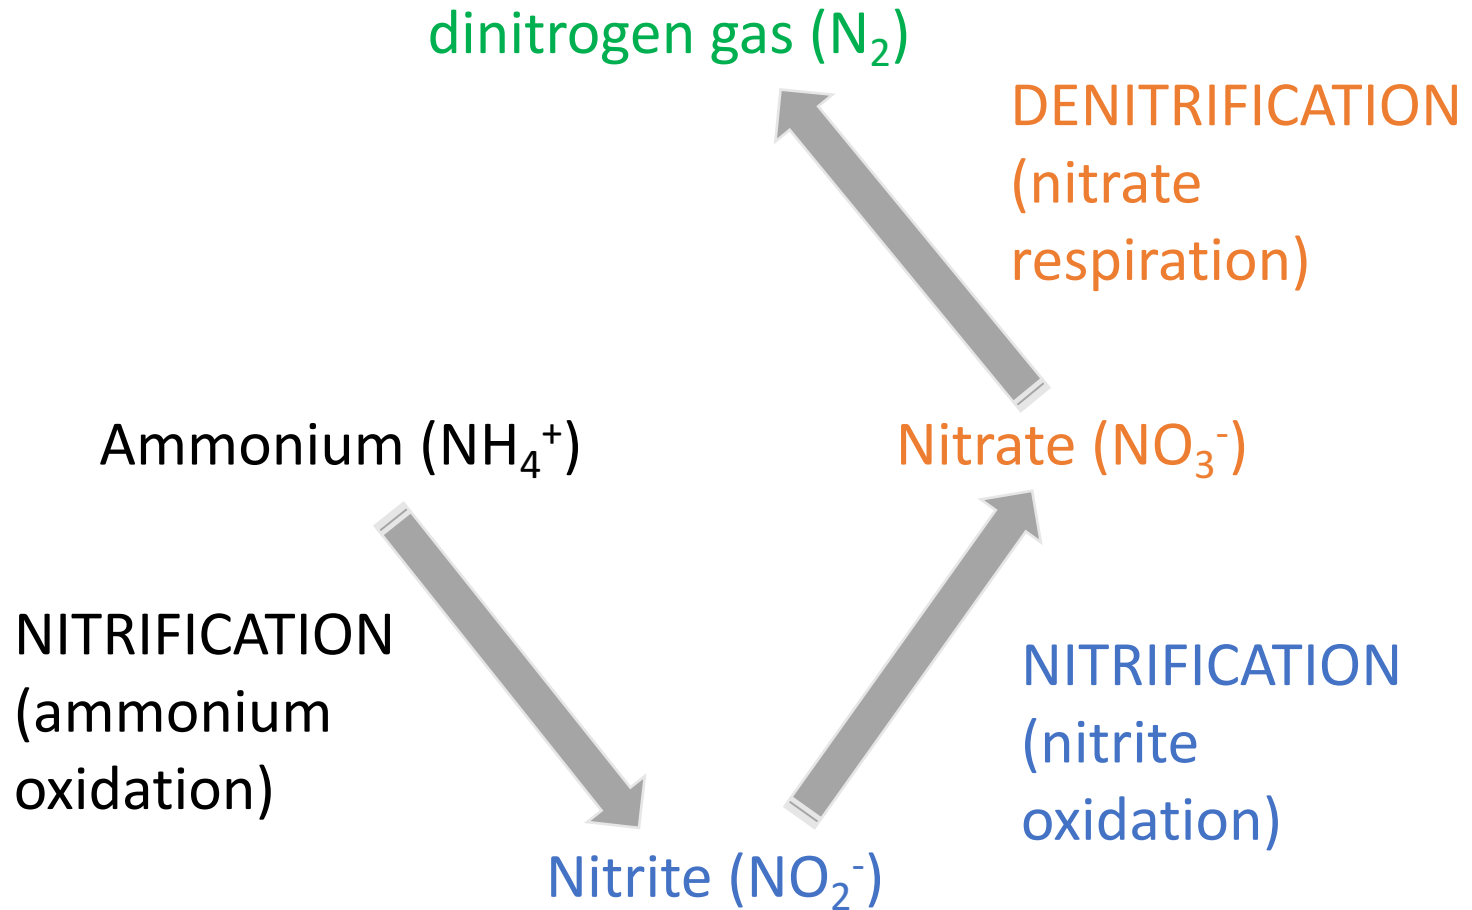 dinitrogen gas (N₂)
DENITRIFICATION
(nitrate
respiration)
Ammonium (NH₄⁺)
Nitrate (NO₃⁻)
NITRIFICATION
(ammonium
oxidation)
NITRIFICATION
(nitrite
oxidation)
Nitrite (NO₂⁻)